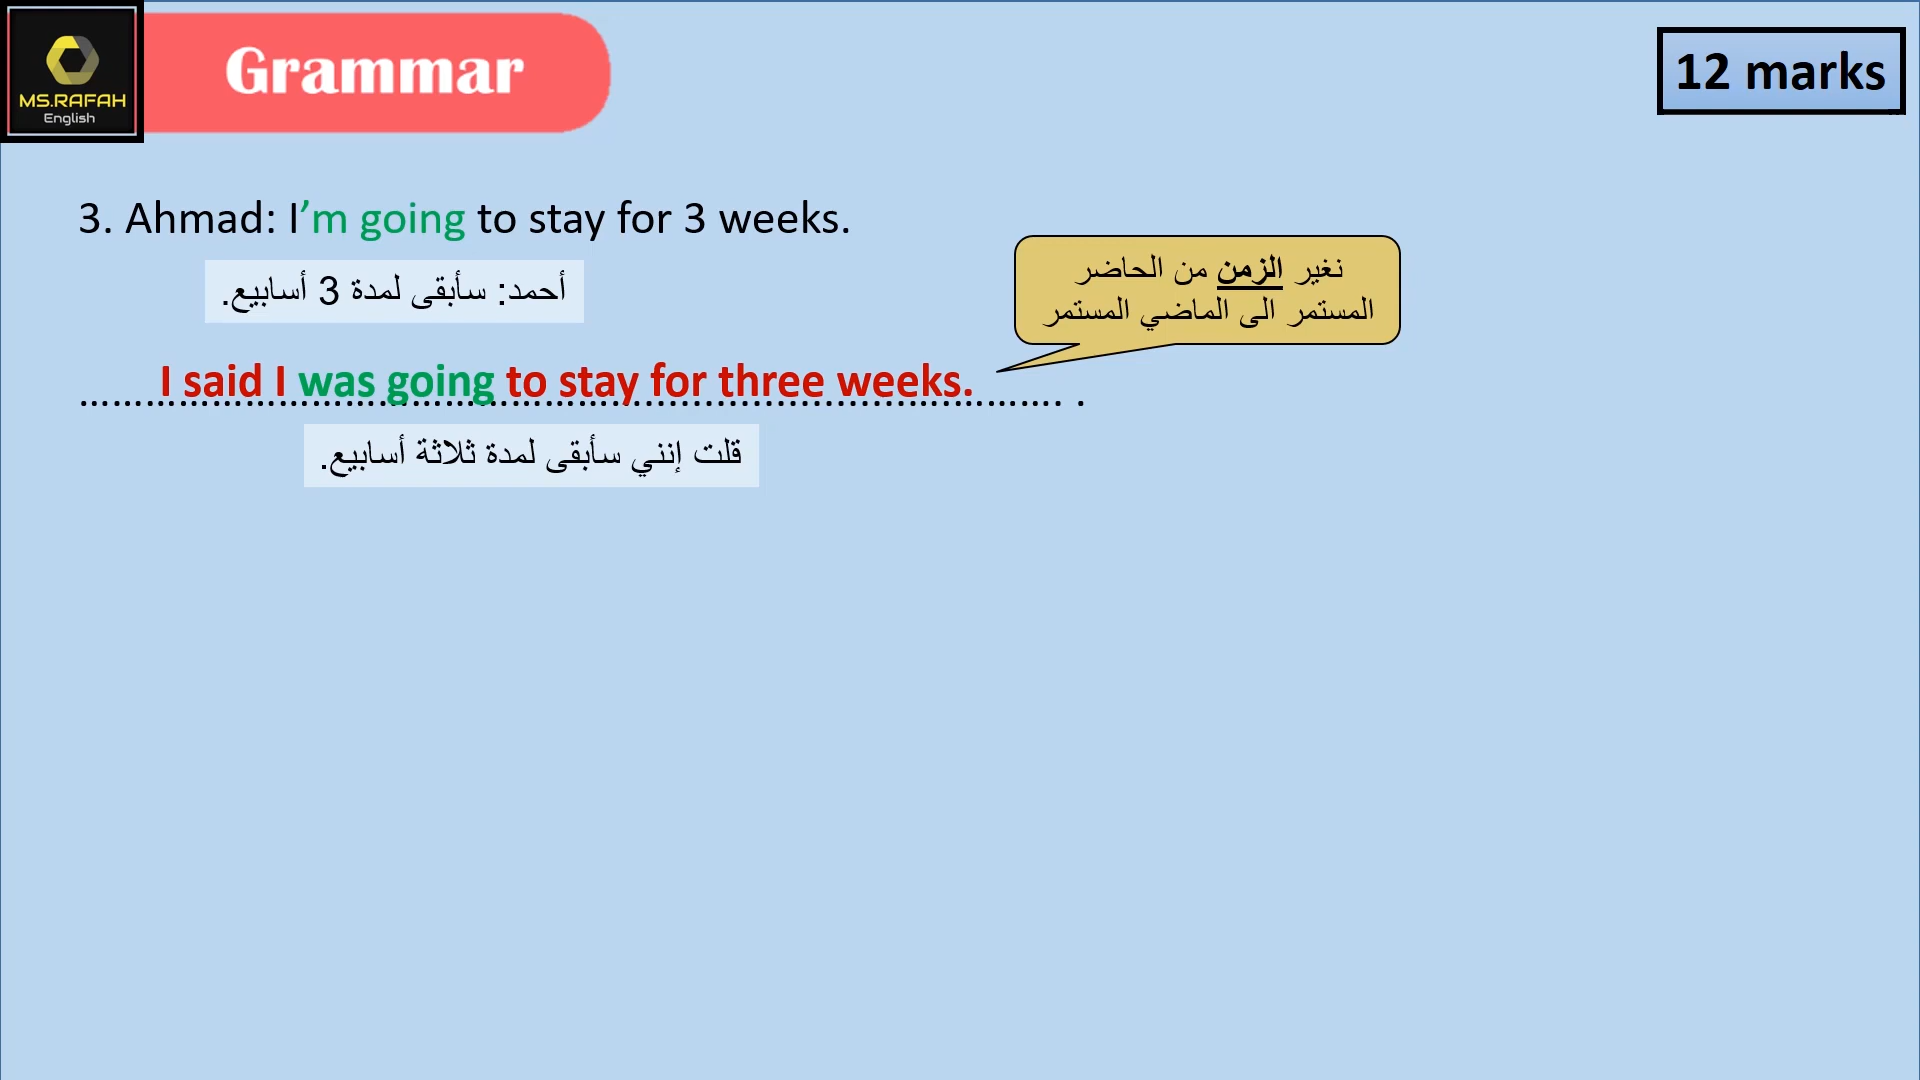 MS.RAFAH
English
Grammar
12 marks
3. Ahmad: I’m going to stay for 3 weeks.
أحمد: سأبقى لمدة 3 أسابيع.
نغير الزمن من الحاضر
المستمر الى الماضي المستمر
I said I was going to stay for three weeks.
قلت إنني سأبقى لمدة ثلاثة أسابيع.